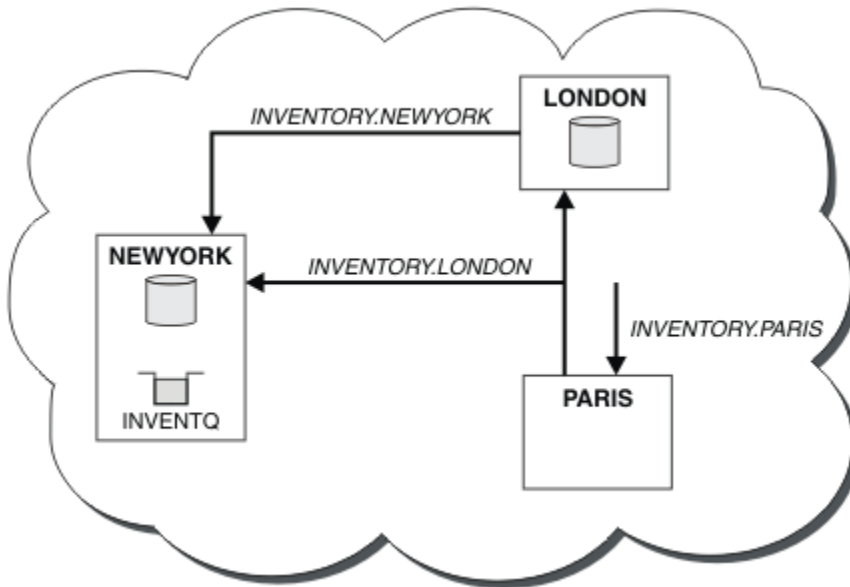 LONDON
INVENTORY.NEWYORK
NEWYORK
INVENTORY.LONDON
INVENTORY.PARIS
PARIS
INVENTQ